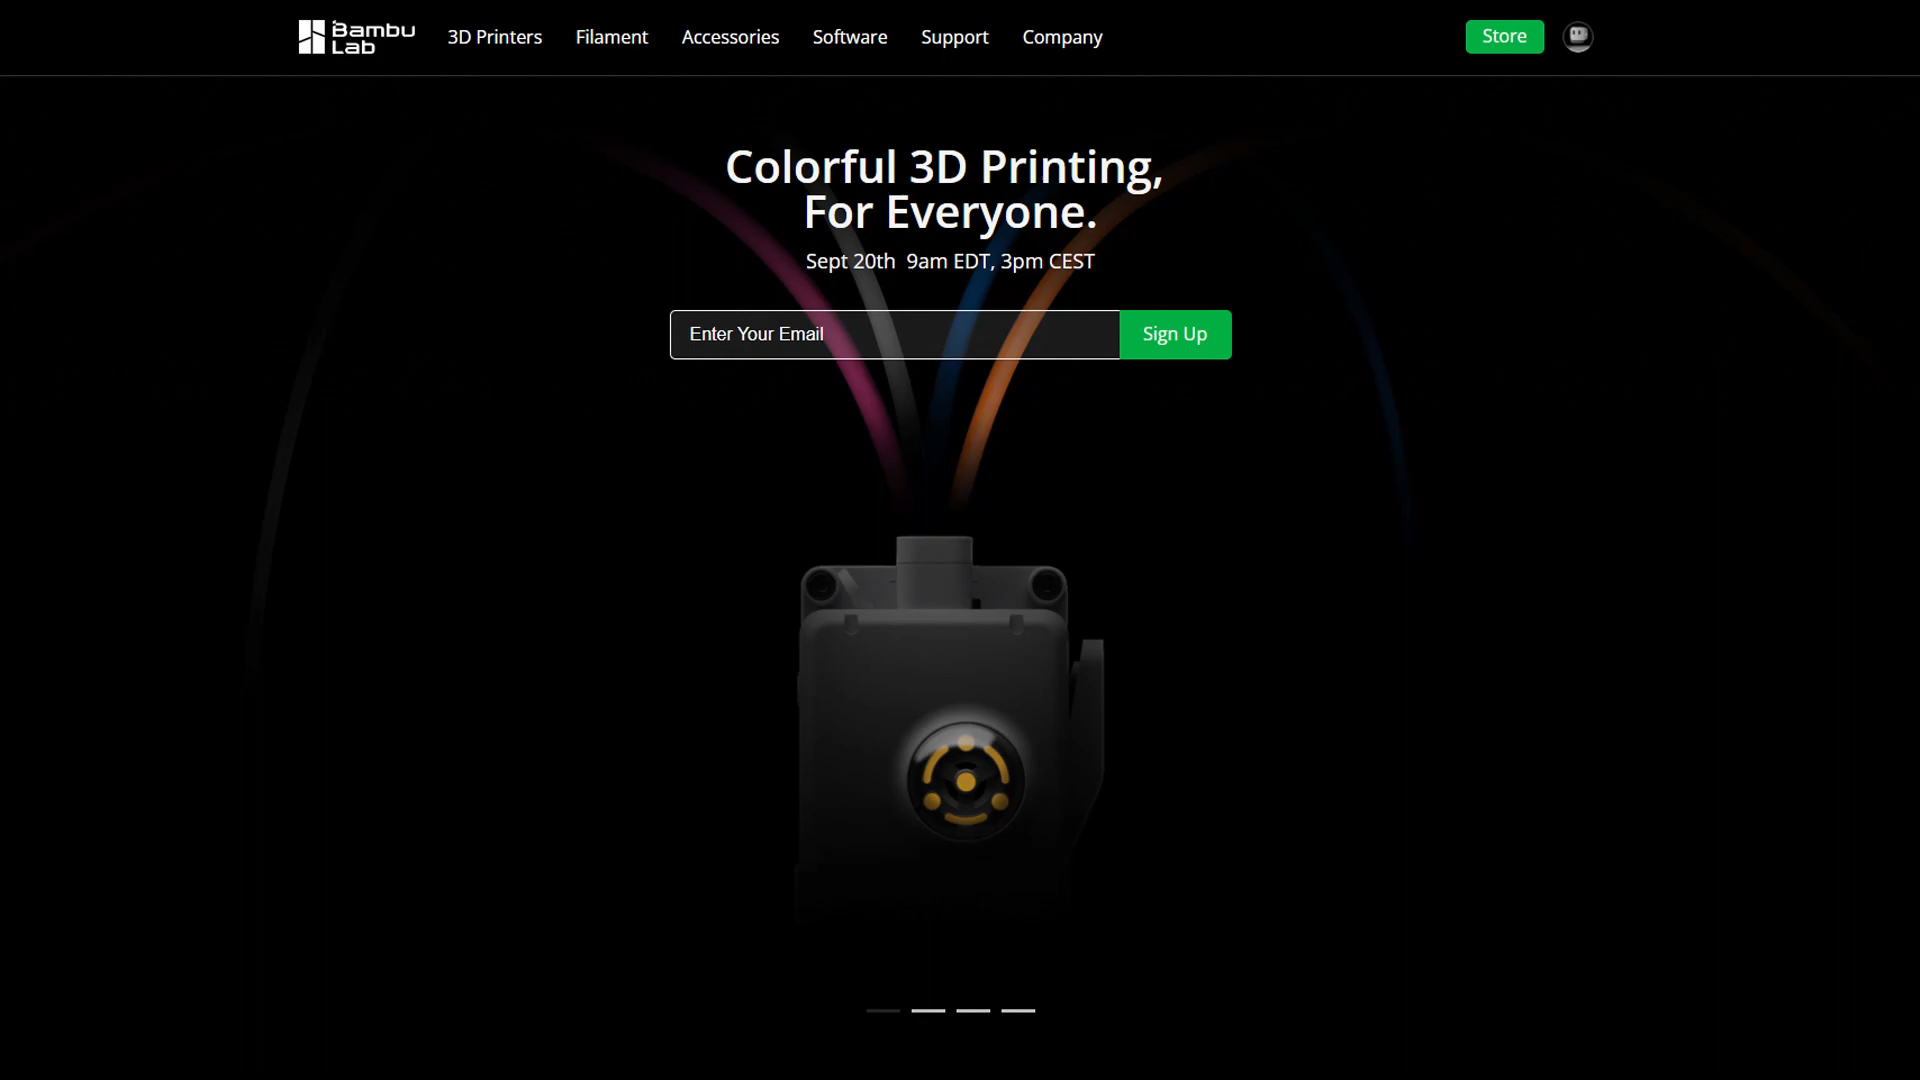 Bambu
Lab
3D Printers
Filament
Accessories
Software
Support
Company
Store
Colorful 3D Printing,
For Everyone.
Sept 20th  9am EDT, 3pm CEST
Enter Your Email
Sign Up